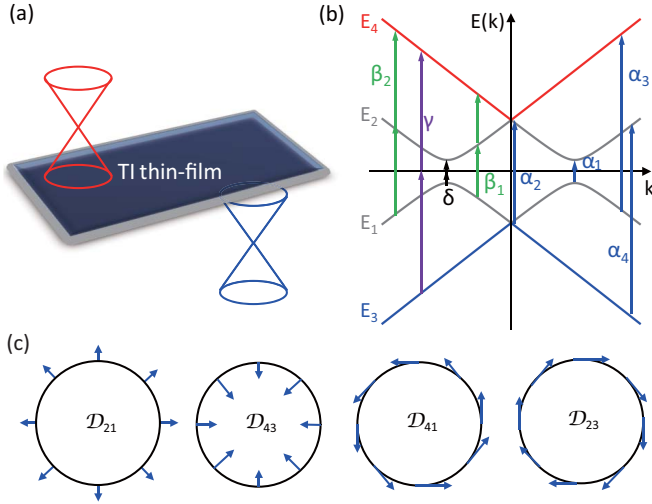 (a)
TI thin-film
(b)
E(k)
E₄
β₂
γ
α₃
E₂
α₁
k
δ
β₁
α₂
E₁
α₄
E₃
(c)
𝒟₂₁
𝒟₄₃
𝒟₄₁
𝒟₂₃